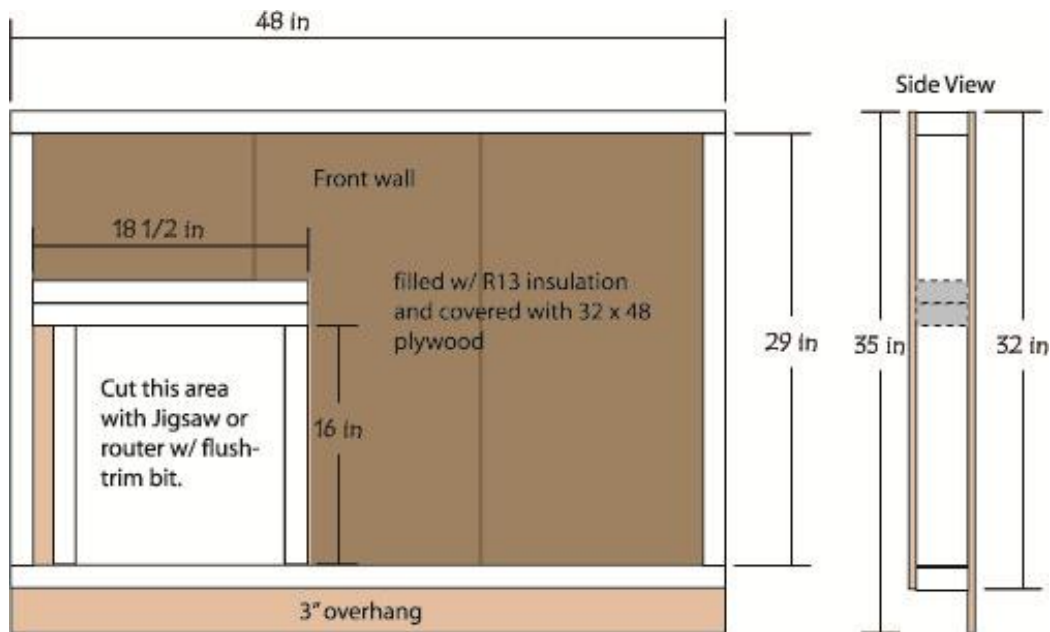 48 in
Side View
Front wall
18 1/2 in
filled w/ R13 insulation
and covered with 32 x 48
plywood
29 in
35 in
32 in
Cut this area
with Jigsaw or
router w/ flush-
trim bit.
16 in
3" overhang